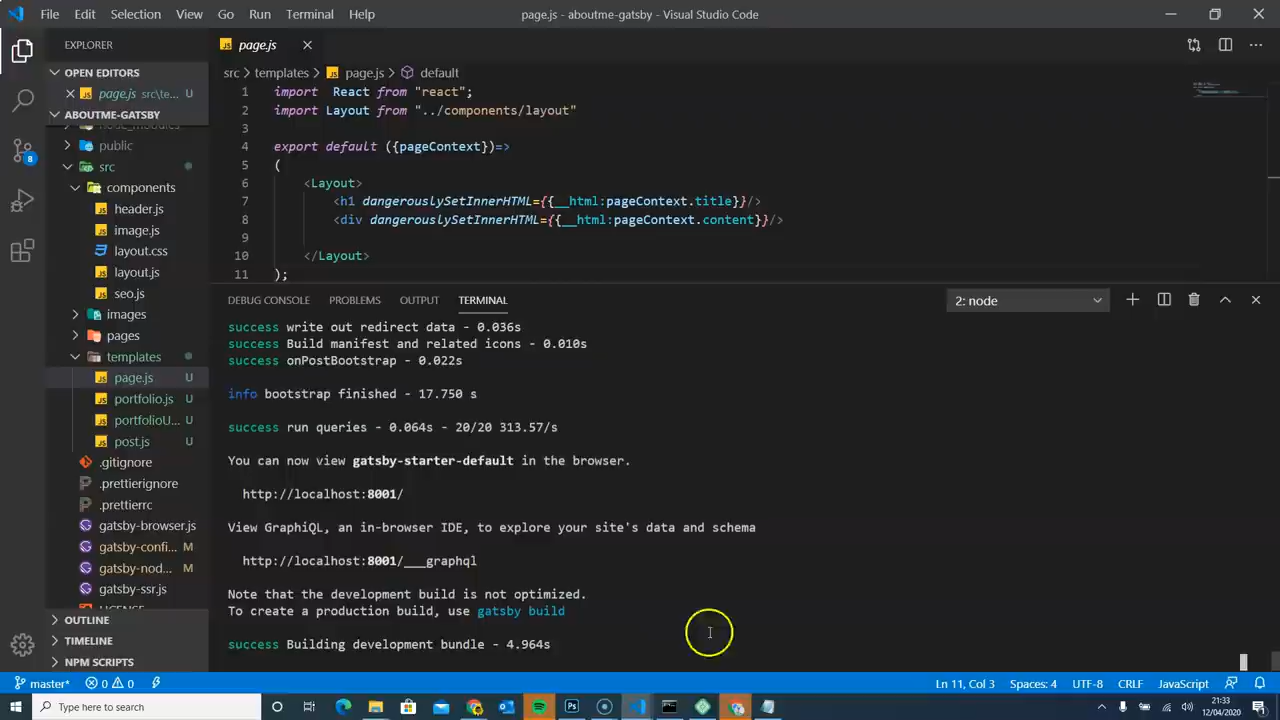 File Edit Selection View Go Run Terminal Help page.js - aboutme-gatsby - Visual Studio Code
EXPLORER
OPEN EDITORS
page.js src\te... U
ABOUTME-GATSBY
node_modules
public
src
components
header.js
image.js
layout.css
layout.js
seo.js
images
pages
templates
page.js U
portfolio.js U
portfolioU... U
post.js U
.gitignore
.prettierignore
.prettierrc
gatsby-browser.js
gatsby-confi... M
gatsby-nod... M
gatsby-ssr.js
LICENSE
OUTLINE
TIMELINE
NPM SCRIPTS
page.js
src > templates > page.js > default
1 import React from "react";
2 import Layout from "../components/layout"
3
4 export default ({pageContext})=>
5 (
6 <Layout>
7 <h1 dangerouslySetInnerHTML={{__html:pageContext.title}}/>
8 <div dangerouslySetInnerHTML={{__html:pageContext.content}}/>
9
10 </Layout>
11 );
DEBUG CONSOLE PROBLEMS OUTPUT TERMINAL 2: node
success write out redirect data - 0.036s
success Build manifest and related icons - 0.010s
success onPostBootstrap - 0.022s
info bootstrap finished - 17.750 s
success run queries - 0.064s - 20/20 313.57/s
You can now view gatsby-starter-default in the browser.
http://localhost:8001/
View GraphiQL, an in-browser IDE, to explore your site's data and schema
http://localhost:8001/___graphql
Note that the development build is not optimized.
To create a production build, use gatsby build
success Building development bundle - 4.964s
8
master* 0 0 Ln 11, Col 3 Spaces: 4 UTF-8 CRLF JavaScript
Type here to search
21:33
12/04/2020